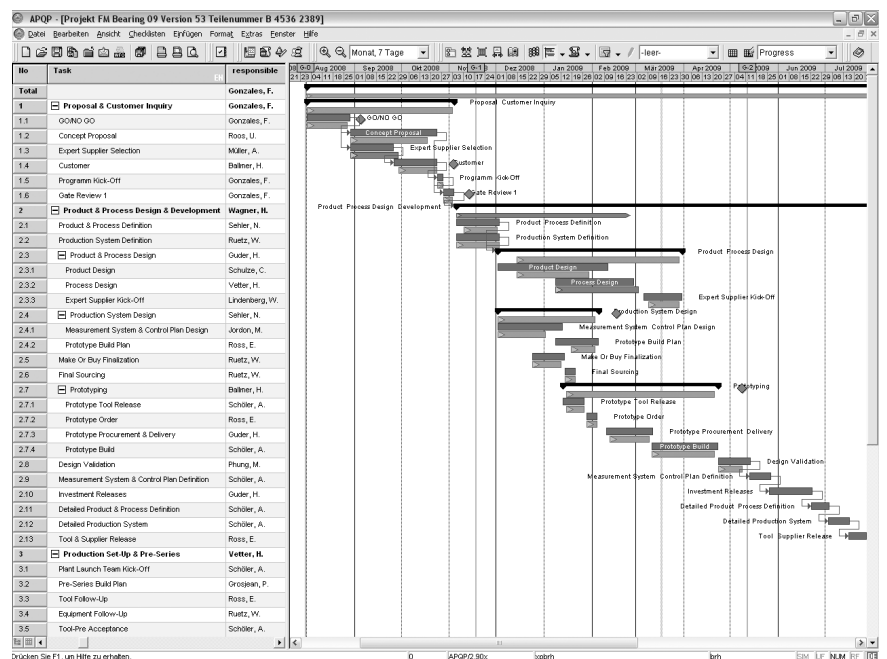 APQP - [Projekt FM Bearing 09 Version 53 Teilenummer B 4536 2389]
Datei Bearbeiten Ansicht Checklisten Einfügen Format Extras Fenster Hilfe
Monat, 7 Tage -leer- Progress
No Task responsible
G-0 Aug 2008 Sep 2008 Okt 2008 G-1 Dez 2008 Jan 2009 Feb 2009 Mär 2009 Apr 2009 G-2 2009 Jun 2009 Jul 2009
Total Gonzales, F.
1 Proposal & Customer Inquiry Gonzales, F. Proposal Customer Inquiry
1.1 GO/NO GO Gonzales, F. GO/NO GO
1.2 Concept Proposal Roos, U. Concept Proposal
1.3 Expert Supplier Selection Müller, A. Expert Supplier Selection
1.4 Customer Ballmer, H. Customer
1.5 Programm Kick-Off Gonzales, F. Programm Kick-Off
1.6 Gate Review 1 Gonzales, F. Gate Review 1
2 Product & Process Design & Development Wagner, H. Product Process Design Development
2.1 Product & Process Definition Sehler, N. Product Process Definition
2.2 Production System Definition Ruetz, W. Production System Definition
2.3 Product & Process Design Guder, H. Product Process Design
2.3.1 Product Design Schulze, C. Product Design
2.3.2 Process Design Vetter, H. Process Design
2.3.3 Expert Supplier Kick-Off Lindenberg, W. Expert Supplier Kick-Off
2.4 Production System Design Sehler, N. Production System Design
2.4.1 Measurement System & Control Plan Design Jordon, M. Measurement System Control Plan Design
2.4.2 Prototype Build Plan Ross, E. Prototype Build Plan
2.5 Make Or Buy Finalization Ruetz, W. Make Or Buy Finalization
2.6 Final Sourcing Ruetz, W. Final Sourcing
2.7 Prototyping Ballmer, H. Prototyping
2.7.1 Prototype Tool Release Schöler, A. Prototype Tool Release
2.7.2 Prototype Order Ross, E. Prototype Order
2.7.3 Prototype Procurement & Delivery Guder, H. Prototype Procurement Delivery
2.7.4 Prototype Build Schöler, A. Prototype Build
2.8 Design Validation Phung, M. Design Validation
2.9 Measurement System & Control Plan Definition Schöler, A. Measurement System Control Plan Definition
2.10 Investment Releases Guder, H. Investment Releases
2.11 Detailed Product & Process Definition Schöler, A. Detailed Product Process Definition
2.12 Detailed Production System Schöler, A. Detailed Production System
2.13 Tool & Supplier Release Ross, E. Tool Supplier Release
3 Production Set-Up & Pre-Series Vetter, H.
3.1 Plant Launch Team Kick-Off Schöler, A.
3.2 Pre-Series Build Plan Grosjean, P.
3.3 Tool Follow-Up Ross, E.
3.4 Equipment Follow-Up Ruetz, W.
3.5 Tool-Pre Acceptance Schöler, A.
Drücken Sie F1, um Hilfe zu erhalten. 0 APQP/2.90x xpbrh brh SIM LF NUM RF